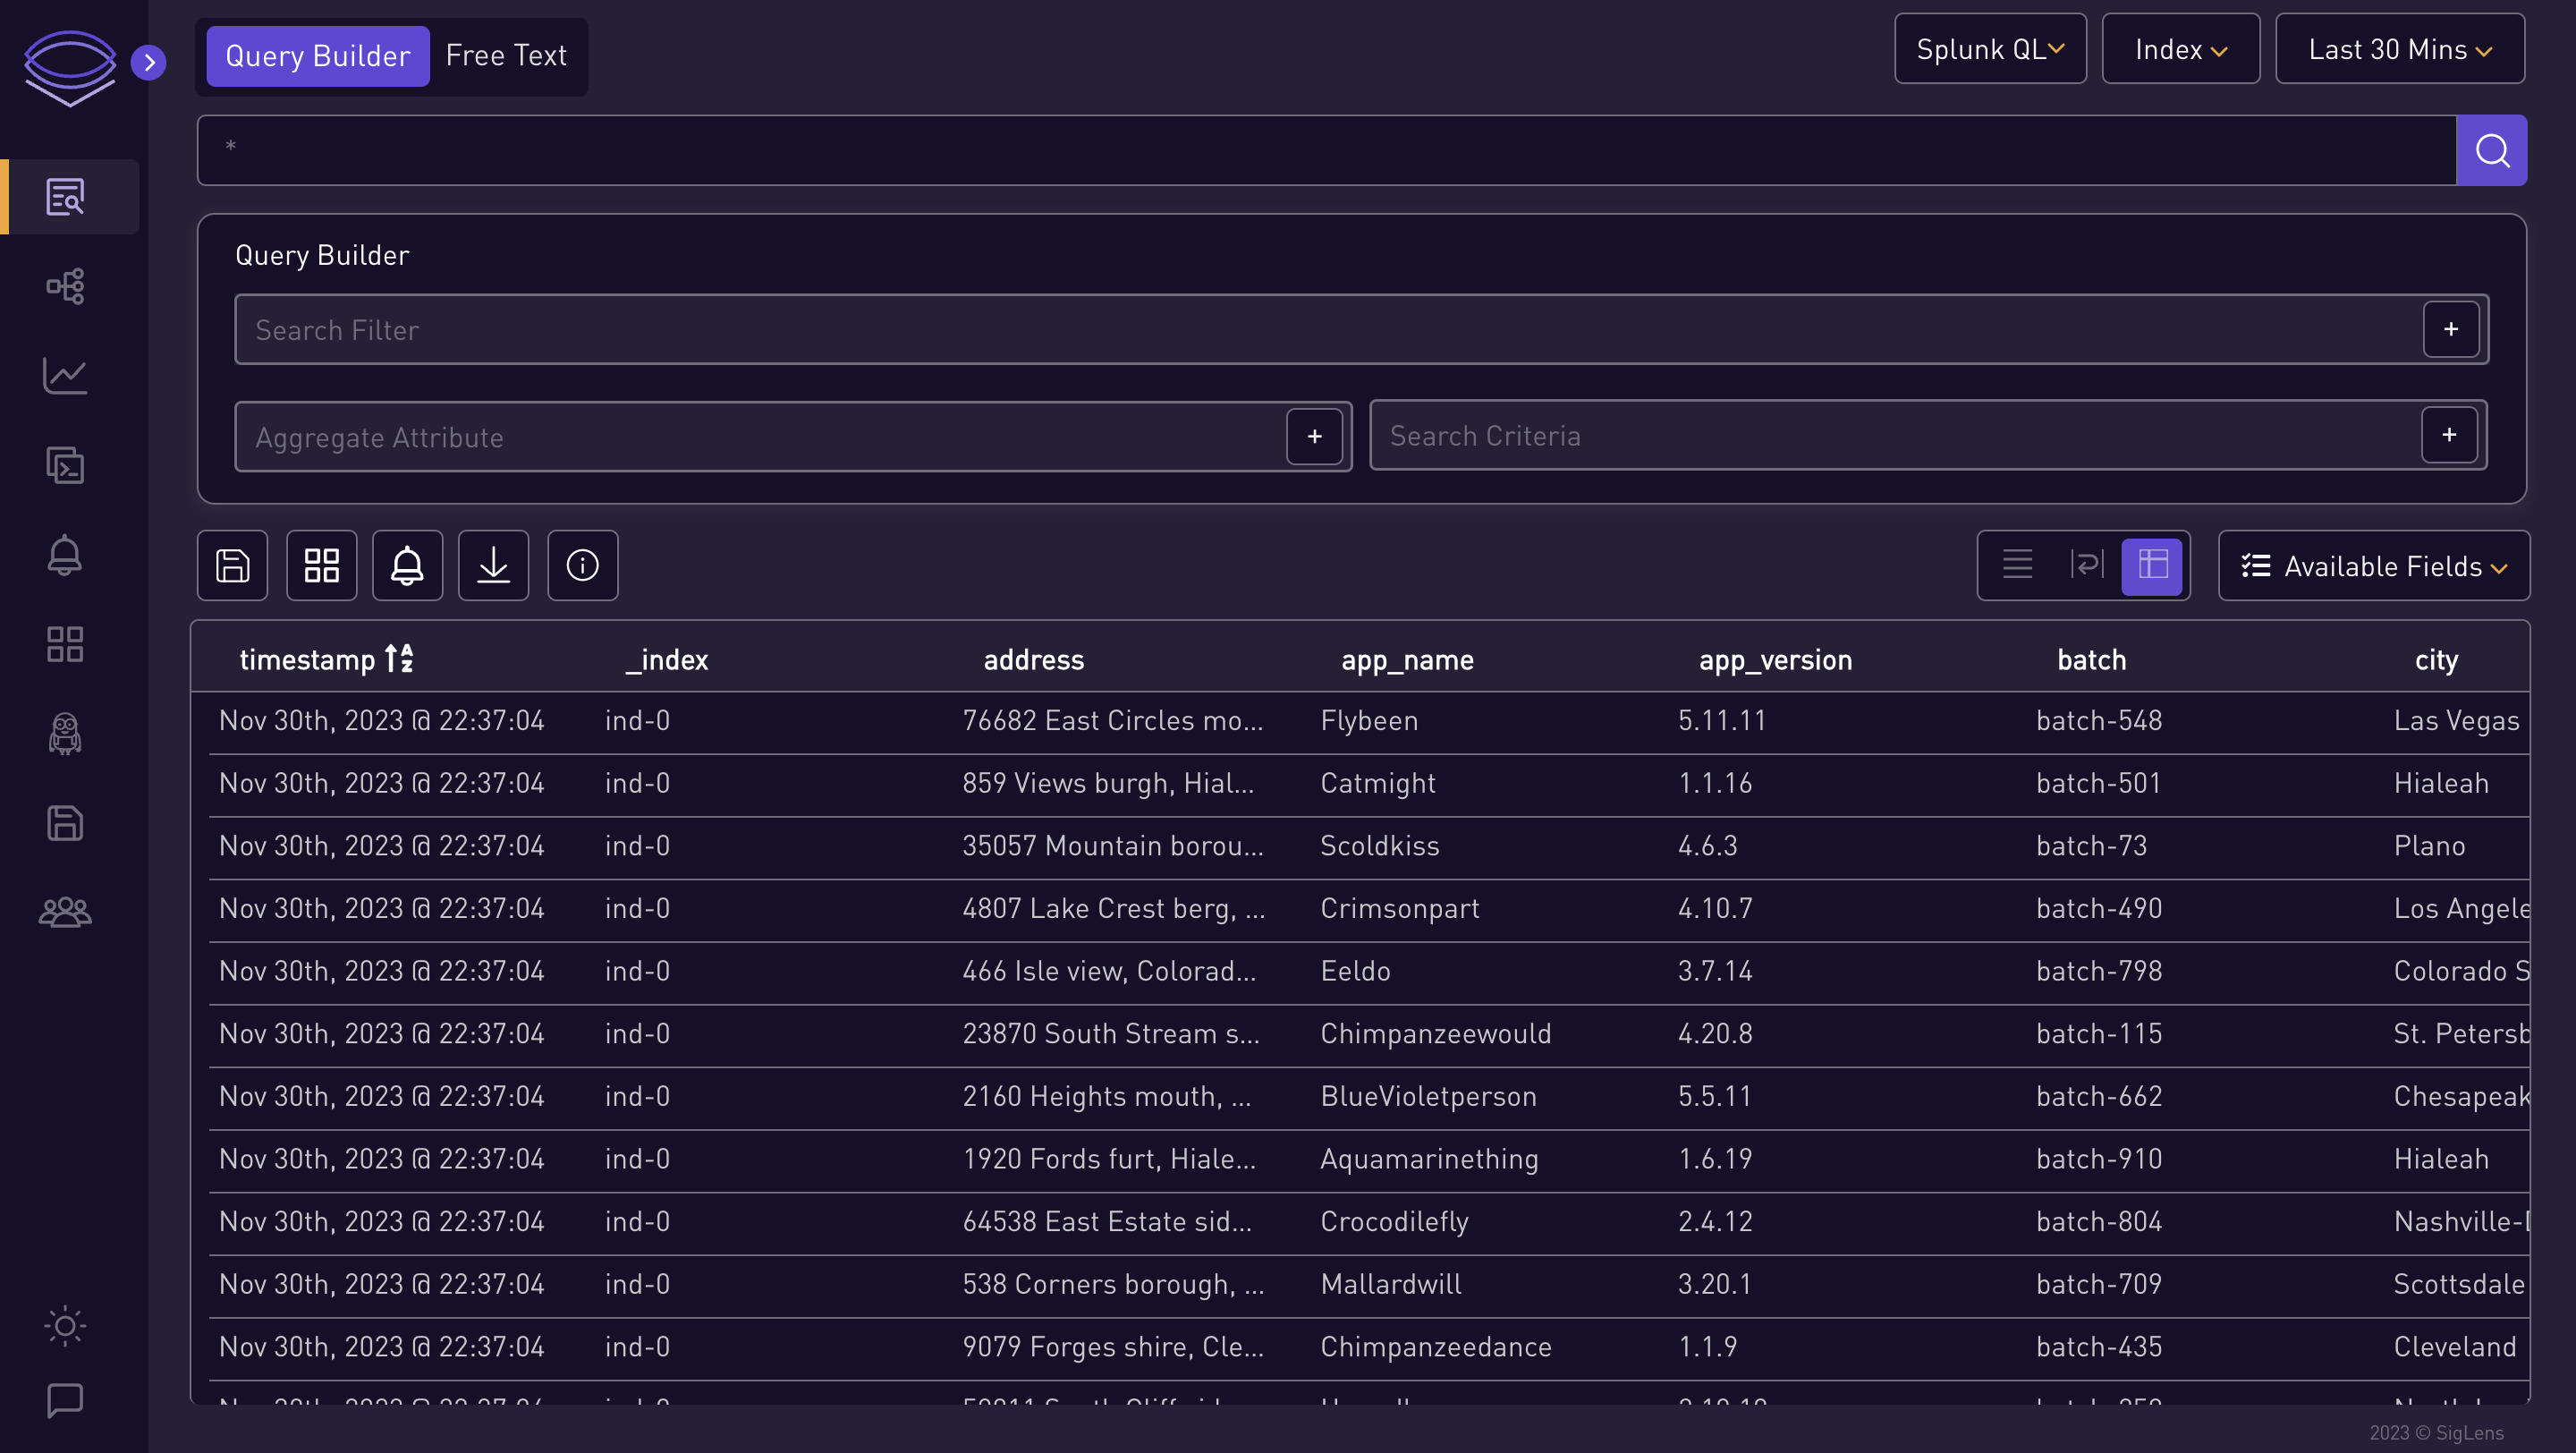 Query Builder Free Text Splunk QL Index Last 30 Mins
*
Query Builder
Search Filter +
Aggregate Attribute + Search Criteria +
Available Fields
timestamp _index address app_name app_version batch city
Nov 30th, 2023 @ 22:37:04 ind-0 76682 East Circles mo... Flybeen 5.11.11 batch-548 Las Vegas
Nov 30th, 2023 @ 22:37:04 ind-0 859 Views burgh, Hial... Catmight 1.1.16 batch-501 Hialeah
Nov 30th, 2023 @ 22:37:04 ind-0 35057 Mountain borou... Scoldkiss 4.6.3 batch-73 Plano
Nov 30th, 2023 @ 22:37:04 ind-0 4807 Lake Crest berg, ... Crimsonpart 4.10.7 batch-490 Los Angele
Nov 30th, 2023 @ 22:37:04 ind-0 466 Isle view, Colorad... Eeldo 3.7.14 batch-798 Colorado S
Nov 30th, 2023 @ 22:37:04 ind-0 23870 South Stream s... Chimpanzeewould 4.20.8 batch-115 St. Petersb
Nov 30th, 2023 @ 22:37:04 ind-0 2160 Heights mouth, ... BlueVioletperson 5.5.11 batch-662 Chesapeak
Nov 30th, 2023 @ 22:37:04 ind-0 1920 Fords furt, Hiale... Aquamarinething 1.6.19 batch-910 Hialeah
Nov 30th, 2023 @ 22:37:04 ind-0 64538 East Estate sid... Crocodilefly 2.4.12 batch-804 Nashville-
Nov 30th, 2023 @ 22:37:04 ind-0 538 Corners borough, ... Mallardwill 3.20.1 batch-709 Scottsdale
Nov 30th, 2023 @ 22:37:04 ind-0 9079 Forges shire, Cle... Chimpanzeedance 1.1.9 batch-435 Cleveland
2023 © SigLens